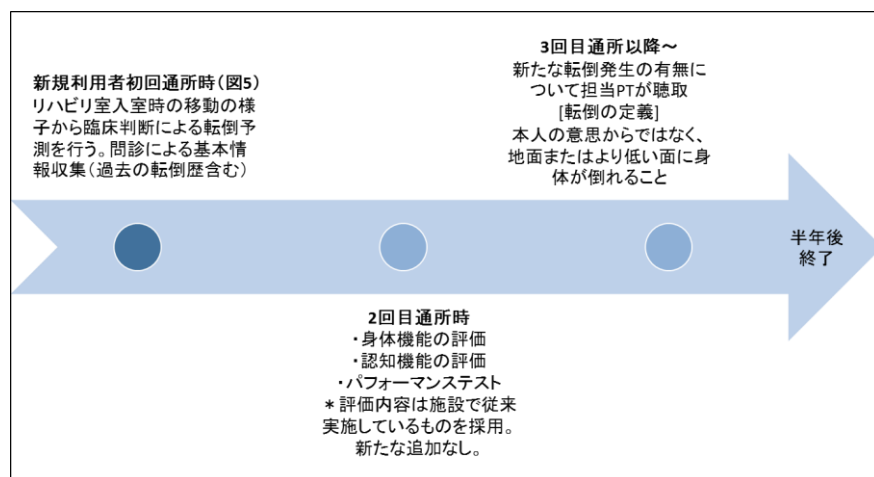 新規利用者初回通所時(図5)
リハビリ室入室時の移動の様
子から臨床判断による転倒予
測を行う。問診による基本情
報収集(過去の転倒歴含む)
3回目通所以降~
新たな転倒発生の有無に
ついて担当PTが聴取
[転倒の定義]
本人の意思からではなく、
地面またはより低い面に身
体が倒れること
半年後
終了
2回目通所時
・身体機能の評価
・認知機能の評価
・パフォーマンステスト
*評価内容は施設で従来
実施しているものを採用。
新たな追加なし。